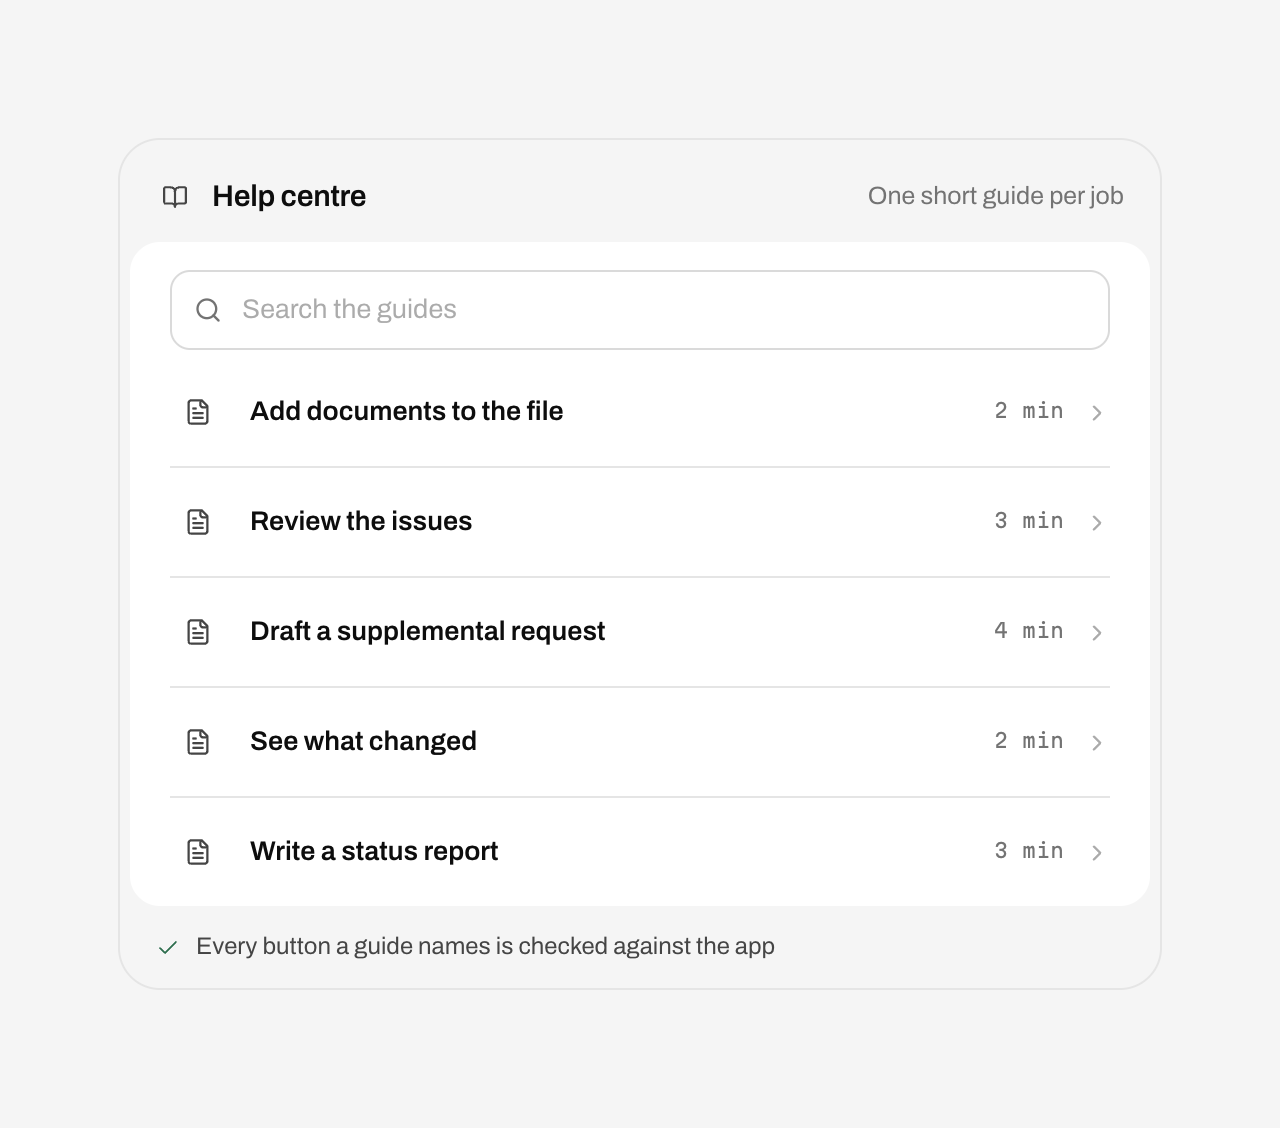 Help centre
One short guide per job
Search the guides
Add documents to the file
2 min
Review the issues
3 min
Draft a supplemental request
4 min
See what changed
2 min
Write a status report
3 min
Every button a guide names is checked against the app